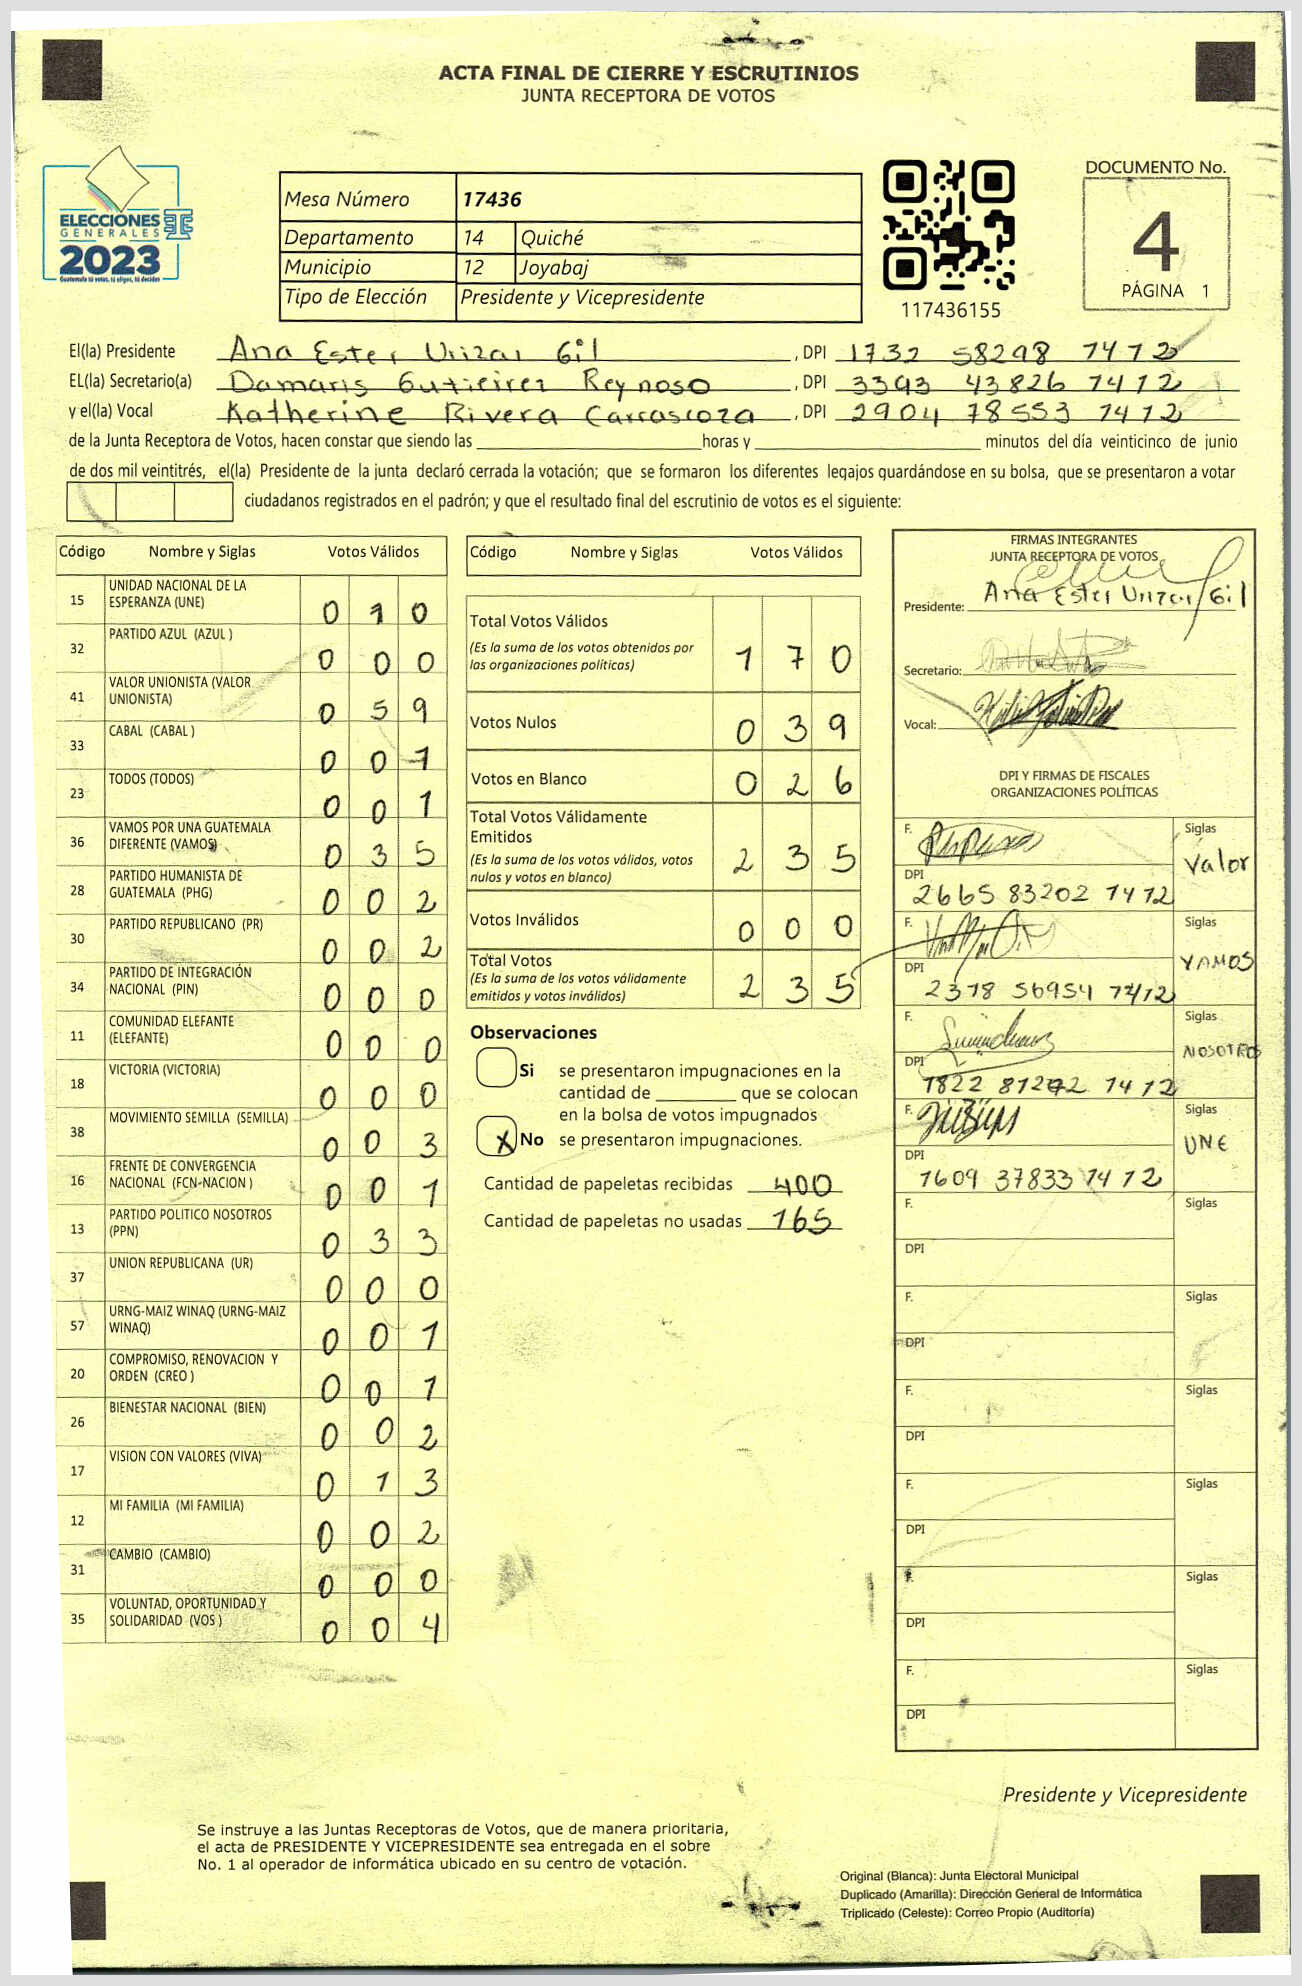 ACTA FINAL DE CIERRE Y ESCRUTINIOS
JUNTA RECEPTORA DE VOTOS
ELECCIONES
GENERALES
2023
Guatemala tú votas, tú eliges, tú decides
Mesa Número 17436
Departamento 14 Quiché
Municipio 12 Joyabaj
Tipo de Elección Presidente y Vicepresidente
117436155
DOCUMENTO No.
4
PÁGINA 1
El(la) Presidente Ana Ester Urizar Gil, DPI 1732 58298 1412
EL(la) Secretario(a) Damaris Gutieirrez Reynoso, DPI 3393 43826 1412
y el(la) Vocal Katherine Rivera Carrascoza, DPI 2904 78553 1412
de la Junta Receptora de Votos, hacen constar que siendo las horas y minutos del día veinticinco de junio
de dos mil veintitrés, el(la) Presidente de la junta declaró cerrada la votación; que se formaron los diferentes legajos guardándose en su bolsa, que se presentaron a votar
ciudadanos registrados en el padrón; y que el resultado final del escrutinio de votos es el siguiente:
Código Nombre y Siglas Votos Válidos
15 UNIDAD NACIONAL DE LA ESPERANZA (UNE) 0 1 0
32 PARTIDO AZUL (AZUL ) 0 0 0
41 VALOR UNIONISTA (VALOR UNIONISTA) 0 5 9
33 CABAL (CABAL ) 0 0 1
23 TODOS (TODOS) 0 0 1
36 VAMOS POR UNA GUATEMALA DIFERENTE (VAMOS) 0 3 5
28 PARTIDO HUMANISTA DE GUATEMALA (PHG) 0 0 2
30 PARTIDO REPUBLICANO (PR) 0 0 2
34 PARTIDO DE INTEGRACIÓN NACIONAL (PIN) 0 0 0
11 COMUNIDAD ELEFANTE (ELEFANTE) 0 0 0
18 VICTORIA (VICTORIA) 0 0 0
38 MOVIMIENTO SEMILLA (SEMILLA) 0 0 3
16 FRENTE DE CONVERGENCIA NACIONAL (FCN-NACION ) 0 0 1
13 PARTIDO POLITICO NOSOTROS (PPN) 0 3 3
37 UNION REPUBLICANA (UR) 0 0 0
57 URNG-MAIZ WINAQ (URNG-MAIZ WINAQ) 0 0 1
20 COMPROMISO, RENOVACION Y ORDEN (CREO ) 0 0 1
26 BIENESTAR NACIONAL (BIEN) 0 0 2
17 VISION CON VALORES (VIVA) 0 1 3
12 MI FAMILIA (MI FAMILIA) 0 0 2
31 CAMBIO (CAMBIO) 0 0 0
35 VOLUNTAD, OPORTUNIDAD Y SOLIDARIDAD (VOS ) 0 0 4
Código Nombre y Siglas Votos Válidos
Total Votos Válidos 1 7 0
(Es la suma de los votos obtenidos por
las organizaciones políticas)
Votos Nulos 0 3 9
Votos en Blanco 0 2 6
Total Votos Válidamente
Emitidos 2 3 5
(Es la suma de los votos válidos, votos
nulos y votos en blanco)
Votos Inválidos 0 0 0
Total Votos 2 3 5
(Es la suma de los votos válidamente
emitidos y votos inválidos)
Observaciones
Si se presentaron impugnaciones en la
cantidad de que se colocan
en la bolsa de votos impugnados
X No se presentaron impugnaciones.
Cantidad de papeletas recibidas 400
Cantidad de papeletas no usadas 165
FIRMAS INTEGRANTES
JUNTA RECEPTORA DE VOTOS
Presidente: Ana Ester Urizar Gil
Secretario:
Vocal:
DPI Y FIRMAS DE FISCALES
ORGANIZACIONES POLÍTICAS
F. Siglas
Valor
DPI
2665 83202 1412
F. Siglas
VAMOS
DPI
2378 56954 1412
F. Siglas
NOSOTROS
DPI
1822 81272 1412
F. Siglas
UNE
DPI
1609 37833 1412
F. Siglas
DPI
F. Siglas
DPI
F. Siglas
DPI
F. Siglas
DPI
F. Siglas
DPI
F. Siglas
DPI
Presidente y Vicepresidente
Se instruye a las Juntas Receptoras de Votos, que de manera prioritaria,
el acta de PRESIDENTE Y VICEPRESIDENTE sea entregada en el sobre
No. 1 al operador de informática ubicado en su centro de votación.
Original (Blanca): Junta Electoral Municipal
Duplicado (Amarilla): Dirección General de Informática
Triplicado (Celeste): Correo Propio (Auditoría)